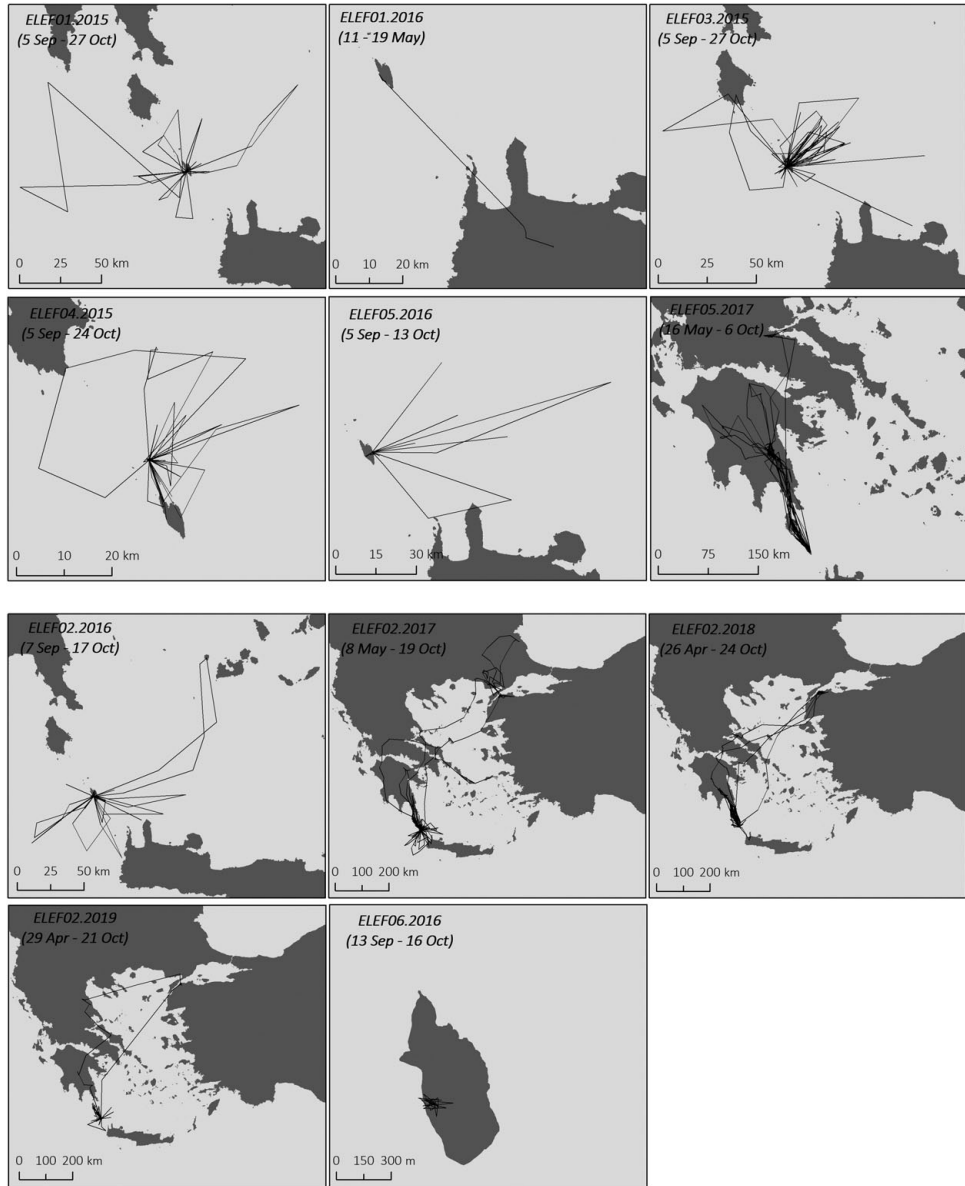 ELEF01.2015
(5 Sep - 27 Oct)
0 25 50 km
ELEF01.2016
(11 - 19 May)
0 10 20 km
ELEF03.2015
(5 Sep - 27 Oct)
0 25 50 km
ELEF04.2015
(5 Sep - 24 Oct)
0 10 20 km
ELEF05.2016
(5 Sep - 13 Oct)
0 15 30 km
ELEF05.2017
(16 May - 6 Oct)
0 75 150 km
ELEF02.2016
(7 Sep - 17 Oct)
0 25 50 km
ELEF02.2017
(8 May - 19 Oct)
0 100 200 km
ELEF02.2018
(26 Apr - 24 Oct)
0 100 200 km
ELEF02.2019
(29 Apr - 21 Oct)
0 100 200 km
ELEF06.2016
(13 Sep - 16 Oct)
0 150 300 m